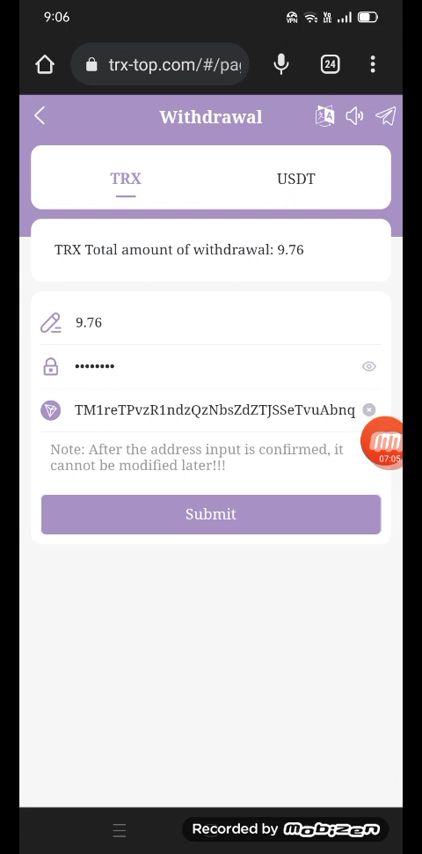 9:06
VPN
24
trx-top.com/#/pa
Withdrawal
TRX
USDT
TRX Total amount of withdrawal: 9.76
9.76
••••••••
TM1reTPvzR1ndzQzNbsZdZTJSSeTvuAbnq
Note: After the address input is confirmed, it
cannot be modified later!!!
07:05
Submit
Recorded by Mobizen